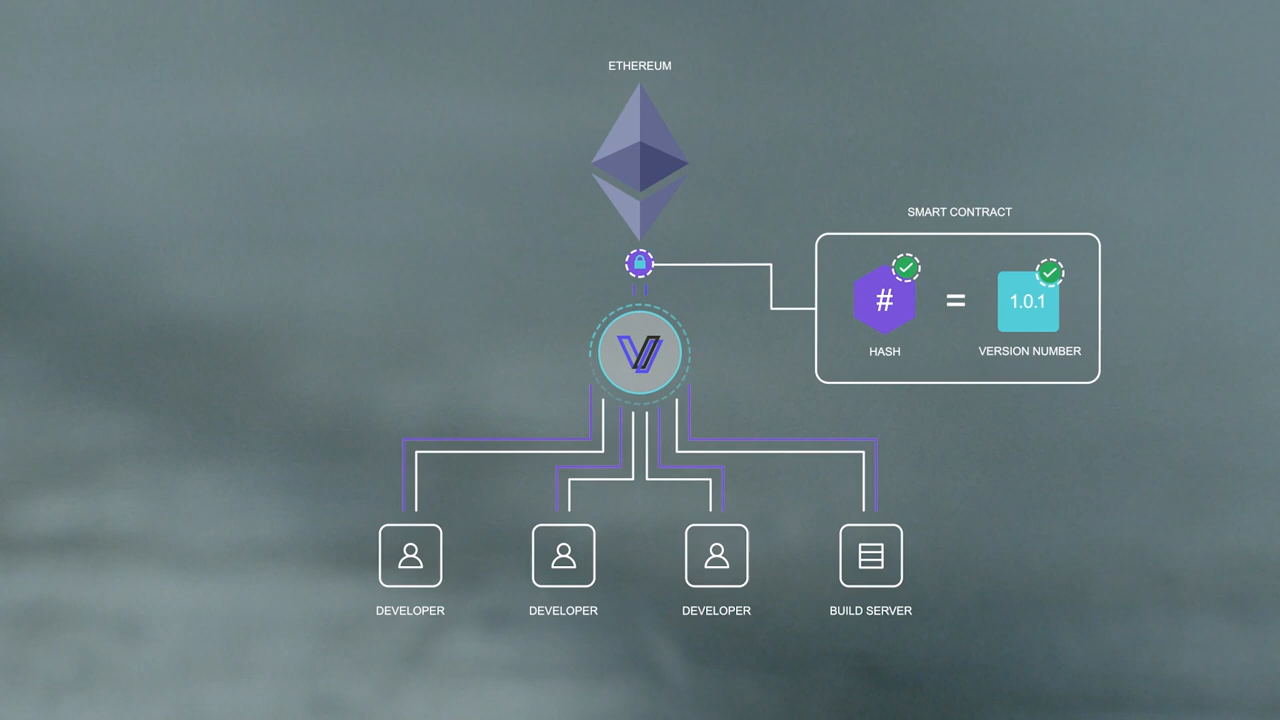 ETHEREUM
SMART CONTRACT
#
=
1.0.1
HASH
VERSION NUMBER
DEVELOPER
DEVELOPER
DEVELOPER
BUILD SERVER